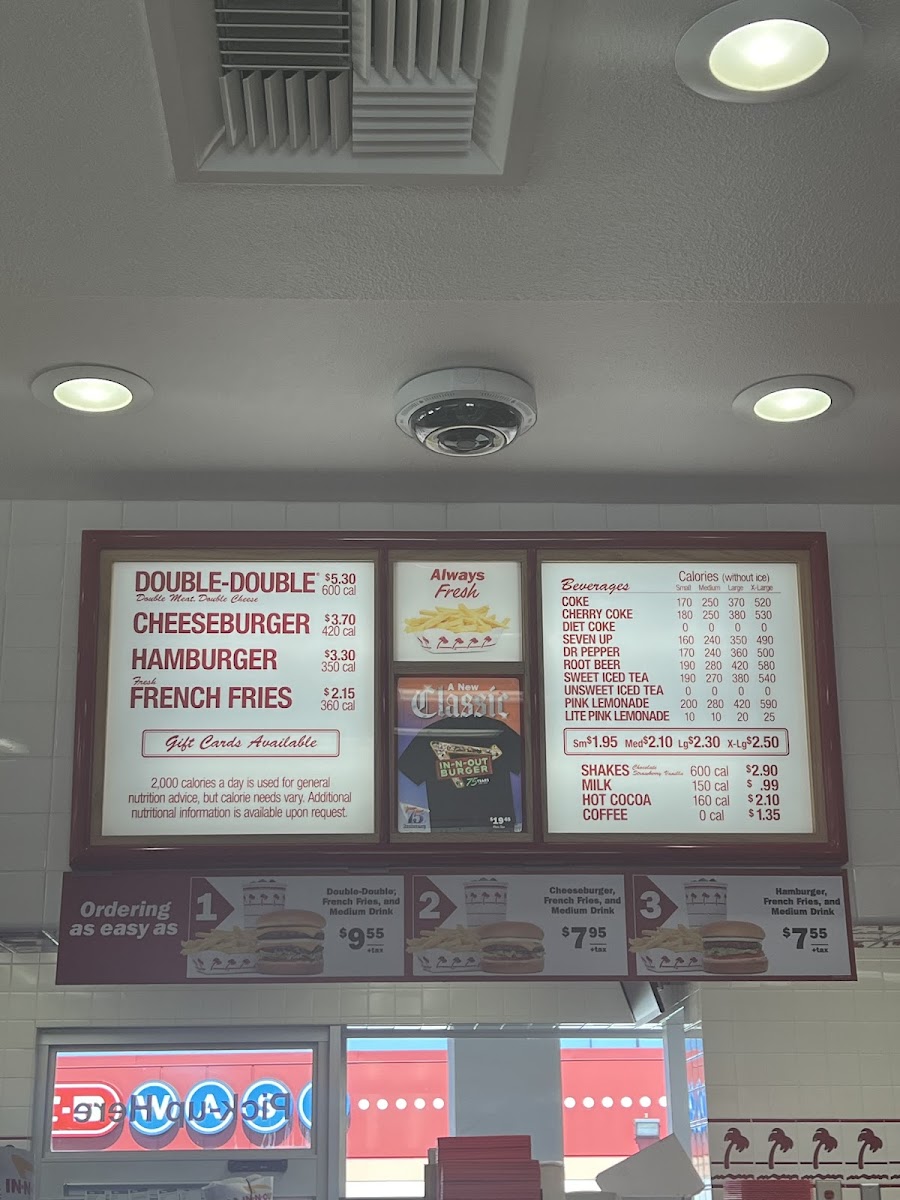 DOUBLE-DOUBLE® $5.30
Double Meat. Double Cheese 600 cal
CHEESEBURGER $3.70
420 cal
HAMBURGER $3.30
350 cal
Fresh
FRENCH FRIES $2.15
360 cal
Gift Cards Available
2,000 calories a day is used for general
nutrition advice, but calorie needs vary. Additional
nutritional information is available upon request.
Always
Fresh
A New
Classic
IN-N-OUT
BURGER
75 YEARS
75
$19
Beverages Calories (without ice)
Small Medium Large X-Large
COKE 170 250 370 520
CHERRY COKE 180 250 380 530
DIET COKE 0 0 0 0
SEVEN UP 160 240 350 490
DR PEPPER 170 240 360 500
ROOT BEER 190 280 420 580
SWEET ICED TEA 190 270 380 540
UNSWEET ICED TEA 0 0 0 0
PINK LEMONADE 200 280 420 590
LITE PINK LEMONADE 10 10 20 25
Sm$1.95 Med$2.10 Lg$2.30 X-Lg$2.50
SHAKES Chocolate Strawberry Vanilla 600 cal $2.90
MILK 150 cal $ .99
HOT COCOA 160 cal $2.10
COFFEE 0 cal $1.35
Ordering
as easy as
1
Double-Double,
French Fries, and
Medium Drink
$9.55
+tax
2
Cheeseburger,
French Fries, and
Medium Drink
$7.95
+tax
3
Hamburger,
French Fries, and
Medium Drink
$7.55
+tax
Pick-up Here
IN-N